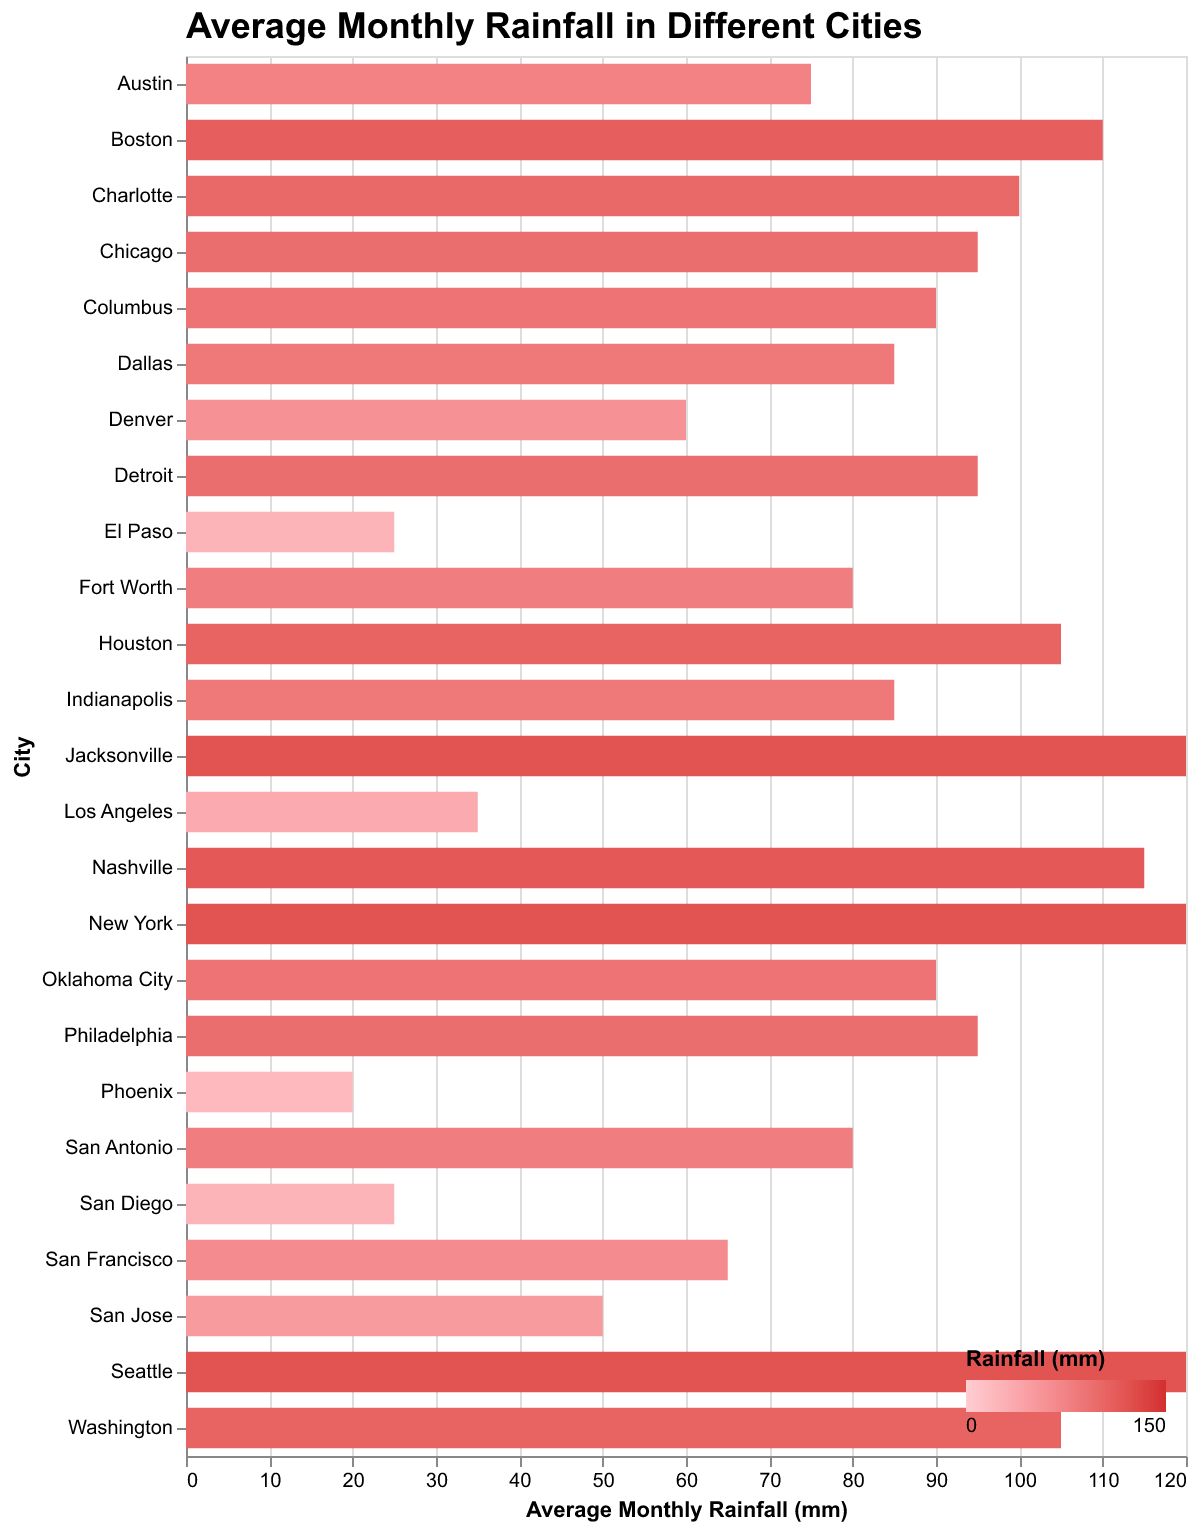 Average Monthly Rainfall in Different Cities
City
Austin
Boston
Charlotte
Chicago
Columbus
Dallas
Denver
Detroit
El Paso
Fort Worth
Houston
Indianapolis
Jacksonville
Los Angeles
Nashville
New York
Oklahoma City
Philadelphia
Phoenix
San Antonio
San Diego
San Francisco
San Jose
Seattle
Washington
Rainfall (mm)
0 150
0 10 20 30 40 50 60 70 80 90 100 110 120
Average Monthly Rainfall (mm)